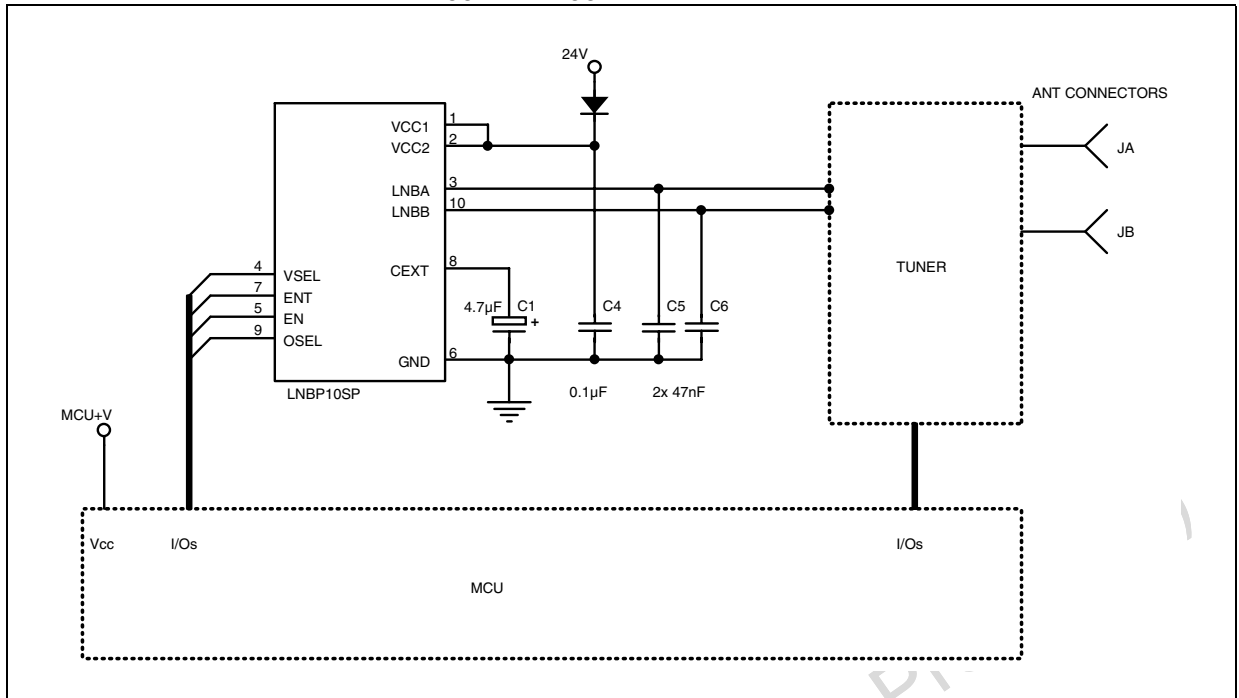 24V
ANT CONNECTORS
VCC1 1
VCC2 2
JA
LNBA 3
LNBB 10
JB
TUNER
4 VSEL
CEXT 8
7 ENT
5 EN
4.7µF C1 +
C4
C5
C6
9 OSEL
GND 6
LNBP10SP
0.1µF
2x 47nF
MCU+V
Vcc
I/Os
I/Os
MCU